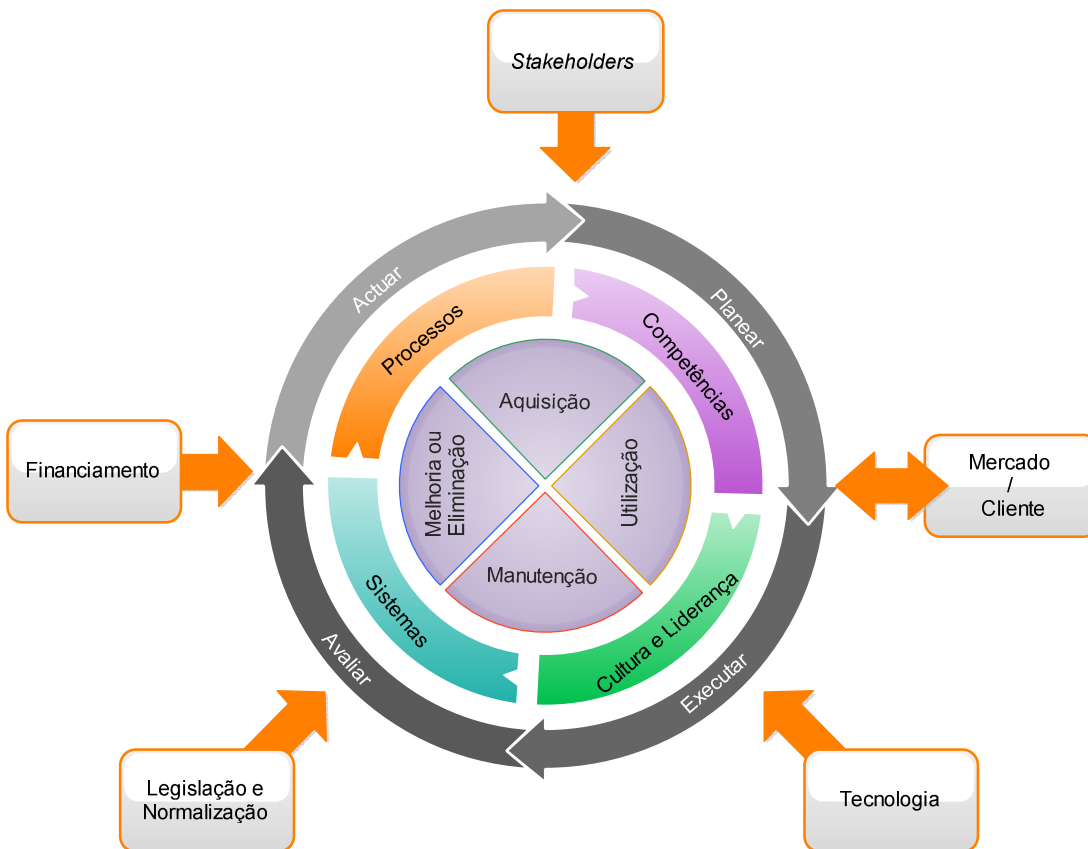 Stakeholders
Actuar
Planear
Processos
Competências
Aquisição
Melhoria ou
Eliminação
Utilização
Manutenção
Financiamento
Mercado
/
Cliente
Sistemas
Cultura e Liderança
Avaliar
Executar
Legislação e
Normalização
Tecnologia